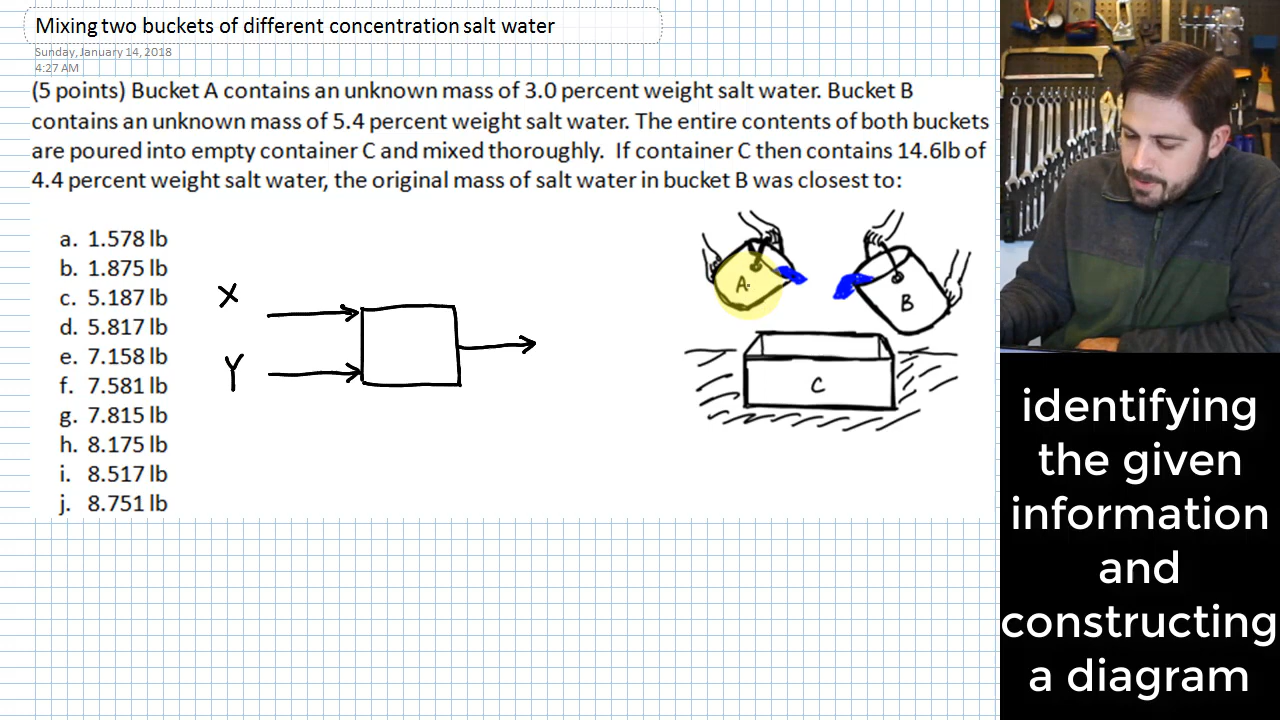 Mixing two buckets of different concentration salt water
Sunday, January 14, 2018
4:27 AM
(5 points) Bucket A contains an unknown mass of 3.0 percent weight salt water. Bucket B
contains an unknown mass of 5.4 percent weight salt water. The entire contents of both buckets
are poured into empty container C and mixed thoroughly. If container C then contains 14.6lb of
4.4 percent weight salt water, the original mass of salt water in bucket B was closest to:
a. 1.578 lb
b. 1.875 lb
c. 5.187 lb
d. 5.817 lb
e. 7.158 lb
f. 7.581 lb
g. 7.815 lb
h. 8.175 lb
i. 8.517 lb
j. 8.751 lb
X
Y
A
B
C
identifying
the given
information
and
constructing
a diagram